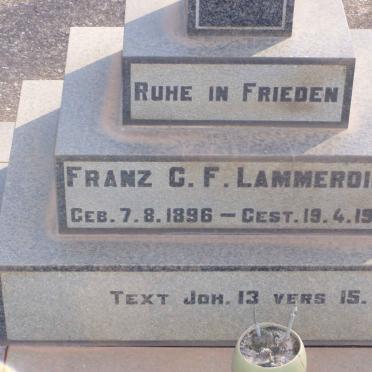 RUHE IN FRIEDEN
FRANZ G. F. LAMMERDI
GEB. 7. 8. 1896 – GEST. 19. 4. 19
TEXT JOH. 13 VERS 15.